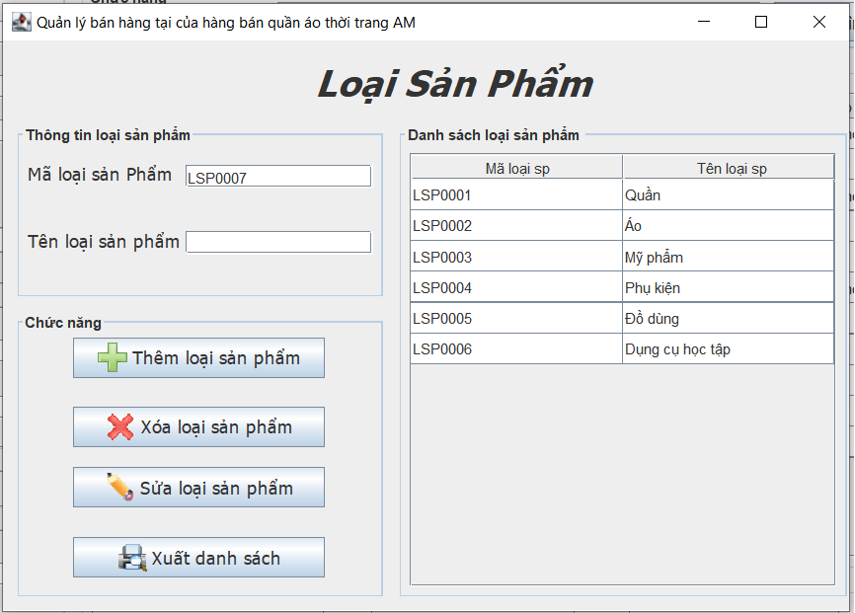 Quản lý bán hàng tại của hàng bán quần áo thời trang AM
Loại Sản Phẩm
Thông tin loại sản phẩm
Mã loại sản Phẩm LSP0007
Tên loại sản phẩm
Chức năng
Thêm loại sản phẩm
Xóa loại sản phẩm
Sửa loại sản phẩm
Xuất danh sách
Danh sách loại sản phẩm
Mã loại sp Tên loại sp
LSP0001 Quần
LSP0002 Áo
LSP0003 Mỹ phẩm
LSP0004 Phụ kiện
LSP0005 Đồ dùng
LSP0006 Dụng cụ học tập